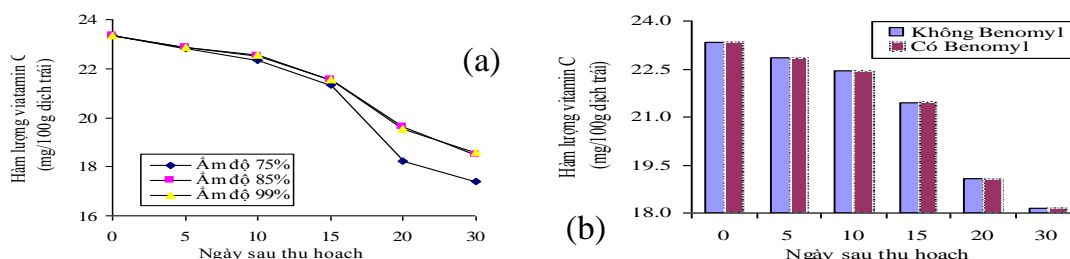 Hàm lượng viatamin C
(mg/100g dịch trái)
24
22
20
18
16
Ẩm độ 75%
Ẩm độ 85%
Ẩm độ 99%
0 5 10 15 20 30
Ngày sau thu hoạch
(a)
Hàm lượng vitamin C
(mg/100g dịch trái)
24.0
22.5
21.0
19.5
18.0
Không Benomyl
Có Benomyl
0 5 10 15 20 30
Ngày sau thu hoạch
(b)